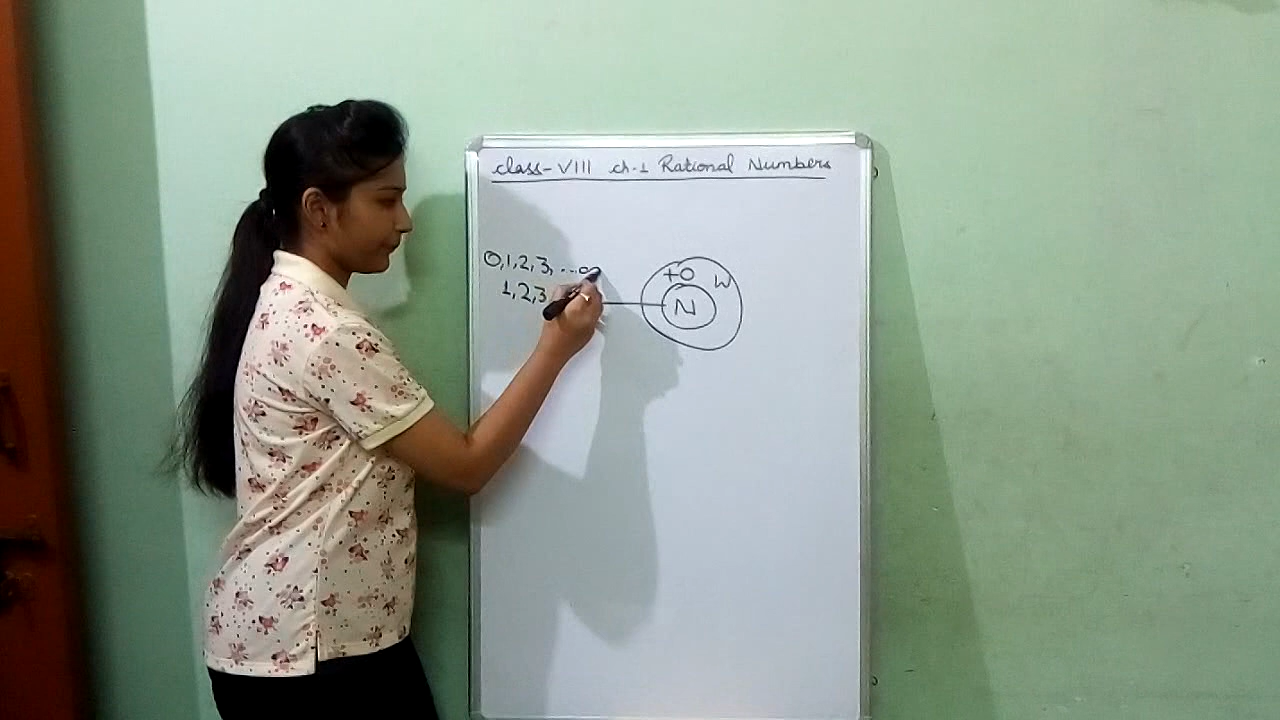 class-VIII ch.1 Rational Numbers
0,1,2,3, ...∞
+0 W
1,2,3
N